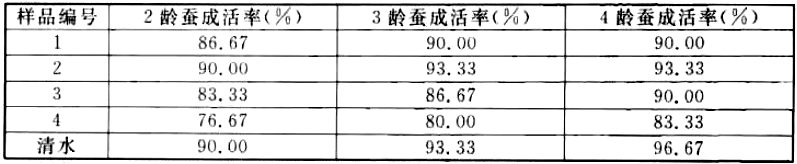 样品编号 2龄蚕成活率(%) 3龄蚕成活率(%) 4龄蚕成活率(%)
1 86.67 90.00 90.00
2 90.00 93.33 93.33
3 83.33 86.67 90.00
4 76.67 80.00 83.33
清水 90.00 93.33 96.67